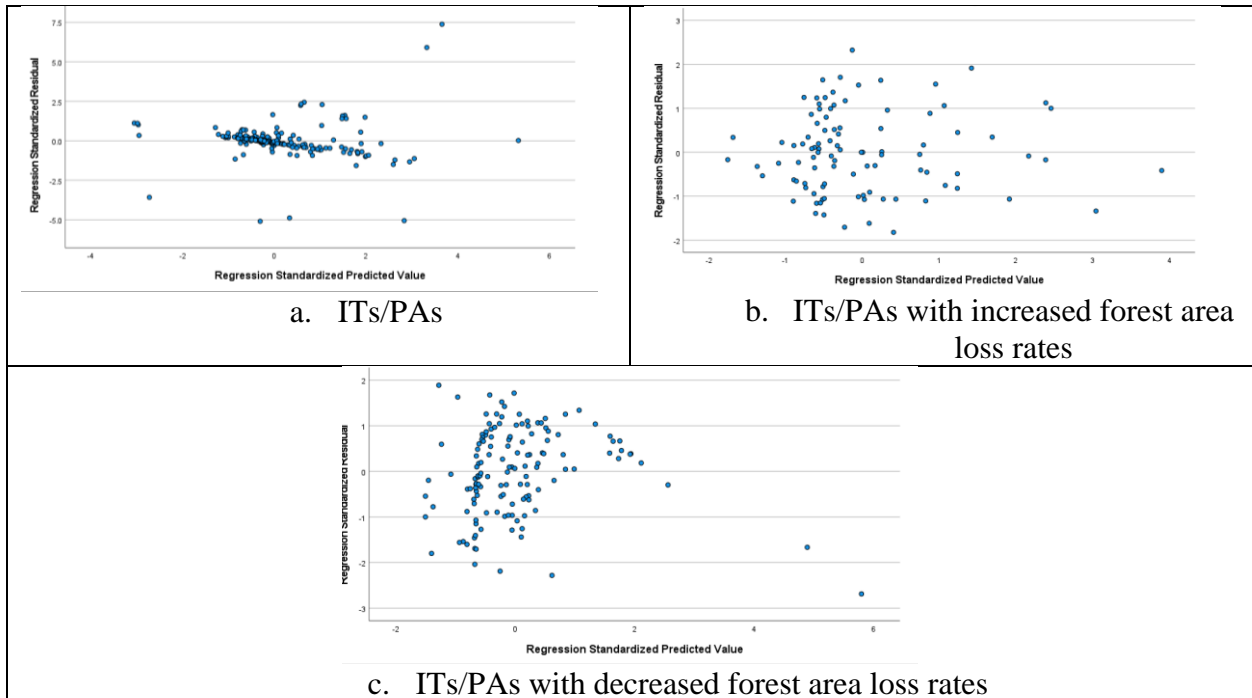 7.5
5.0
2.5
0.0
-2.5
-5.0
Regression Standardized Residual
-4 -2 0 2 4 6
Regression Standardized Predicted Value
a. ITs/PAs
3
2
1
0
-1
-2
Regression Standardized Residual
-2 -1 0 1 2 3 4
Regression Standardized Predicted Value
b. ITs/PAs with increased forest area
loss rates
2
1
0
-1
-2
-3
Regression Standardized Residual
-2 0 2 4 6
Regression Standardized Predicted Value
c. ITs/PAs with decreased forest area loss rates